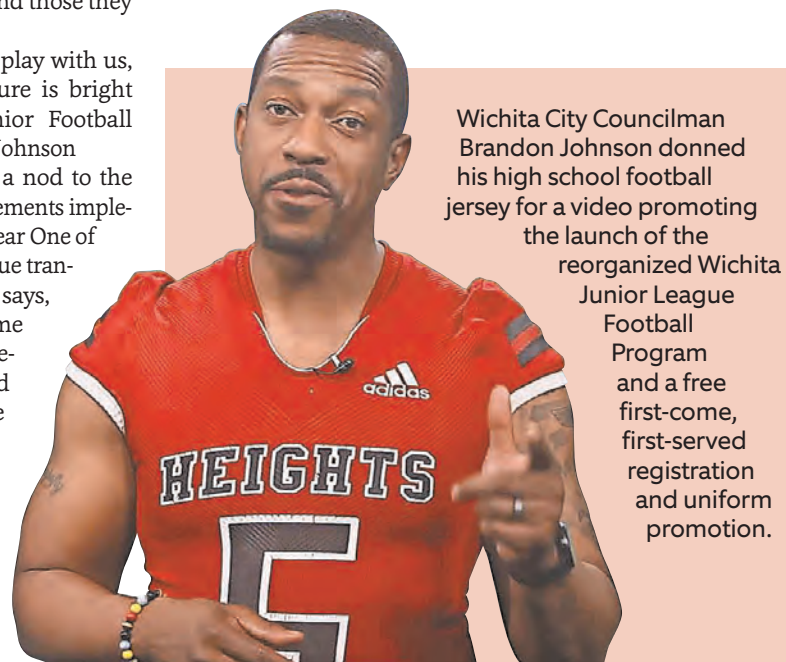 nd those they
play with us,
ure is bright
nior Football
Johnson
a nod to the
ements imple-
ear One of
ue tran-
says,
me
e-
d
e
Wichita City Councilman
Brandon Johnson donned
his high school football
jersey for a video promoting
the launch of the
reorganized Wichita
Junior League
Football
Program
and a free
first-come,
first-served
registration
and uniform
promotion.
adidas
HEIGHTS
5